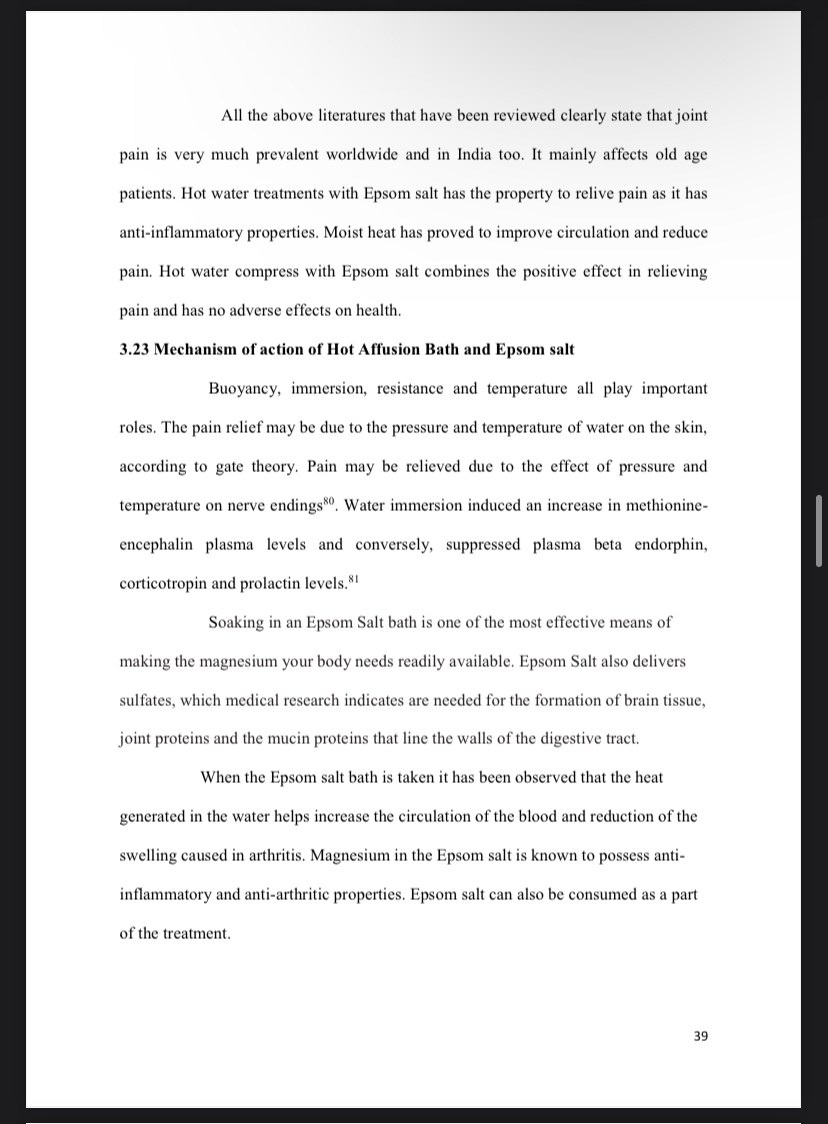 All the above literatures that have been reviewed clearly state that joint
pain is very much prevalent worldwide and in India too. It mainly affects old age
patients. Hot water treatments with Epsom salt has the property to relive pain as it has
anti-inflammatory properties. Moist heat has proved to improve circulation and reduce
pain. Hot water compress with Epsom salt combines the positive effect in relieving
pain and has no adverse effects on health.
3.23 Mechanism of action of Hot Affusion Bath and Epsom salt
Buoyancy, immersion, resistance and temperature all play important
roles. The pain relief may be due to the pressure and temperature of water on the skin,
according to gate theory. Pain may be relieved due to the effect of pressure and
temperature on nerve endings⁸⁰. Water immersion induced an increase in methionine-
encephalin plasma levels and conversely, suppressed plasma beta endorphin,
corticotropin and prolactin levels.⁸¹
Soaking in an Epsom Salt bath is one of the most effective means of
making the magnesium your body needs readily available. Epsom Salt also delivers
sulfates, which medical research indicates are needed for the formation of brain tissue,
joint proteins and the mucin proteins that line the walls of the digestive tract.
When the Epsom salt bath is taken it has been observed that the heat
generated in the water helps increase the circulation of the blood and reduction of the
swelling caused in arthritis. Magnesium in the Epsom salt is known to possess anti-
inflammatory and anti-arthritic properties. Epsom salt can also be consumed as a part
of the treatment.
39